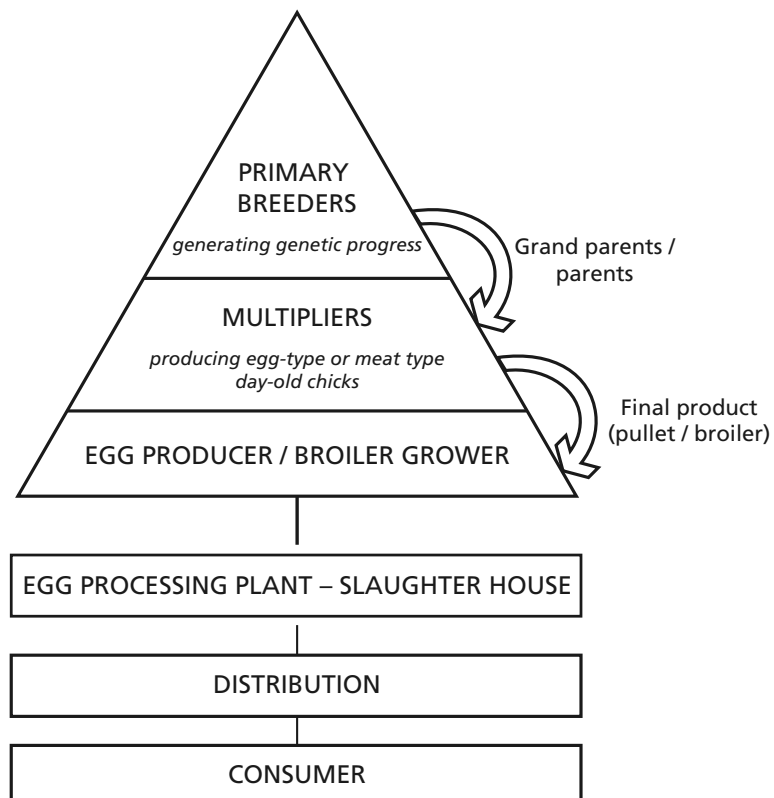 PRIMARY
BREEDERS
generating genetic progress
Grand parents /
parents
MULTIPLIERS
producing egg-type or meat type
day-old chicks
Final product
(pullet / broiler)
EGG PRODUCER / BROILER GROWER
EGG PROCESSING PLANT – SLAUGHTER HOUSE
DISTRIBUTION
CONSUMER